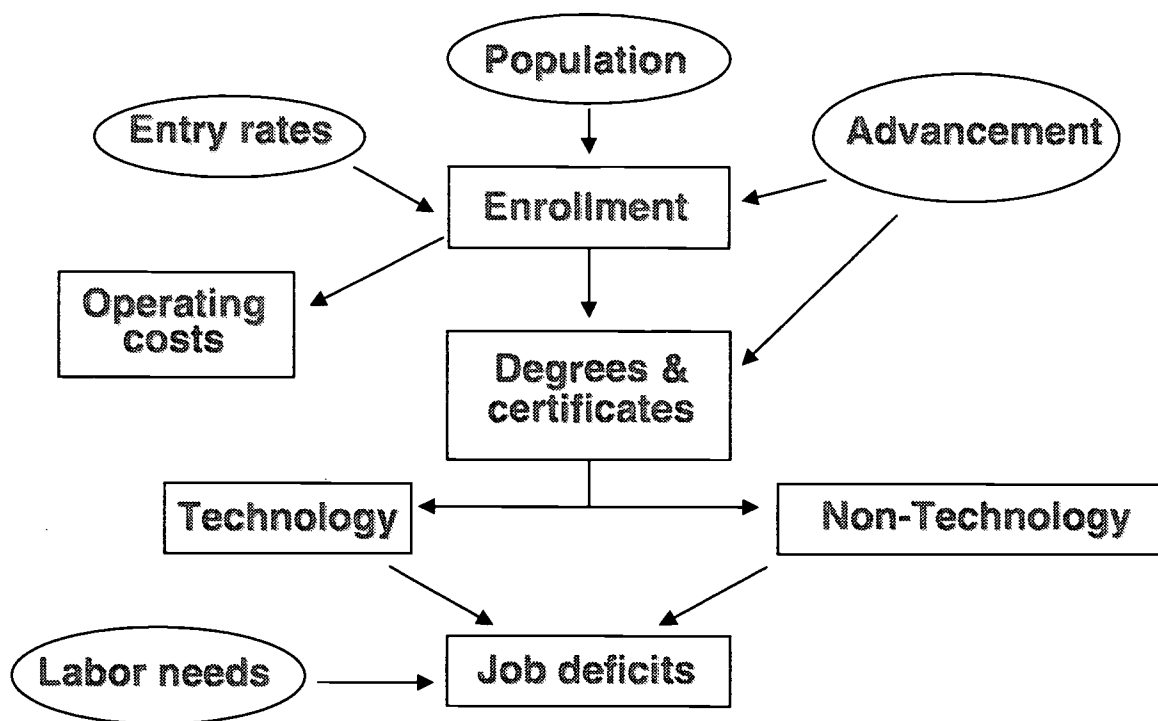 Population
Entry rates
Advancement
Enrollment
Operating
costs
Degrees &
certificates
Technology
Non-Technology
Labor needs
Job deficits